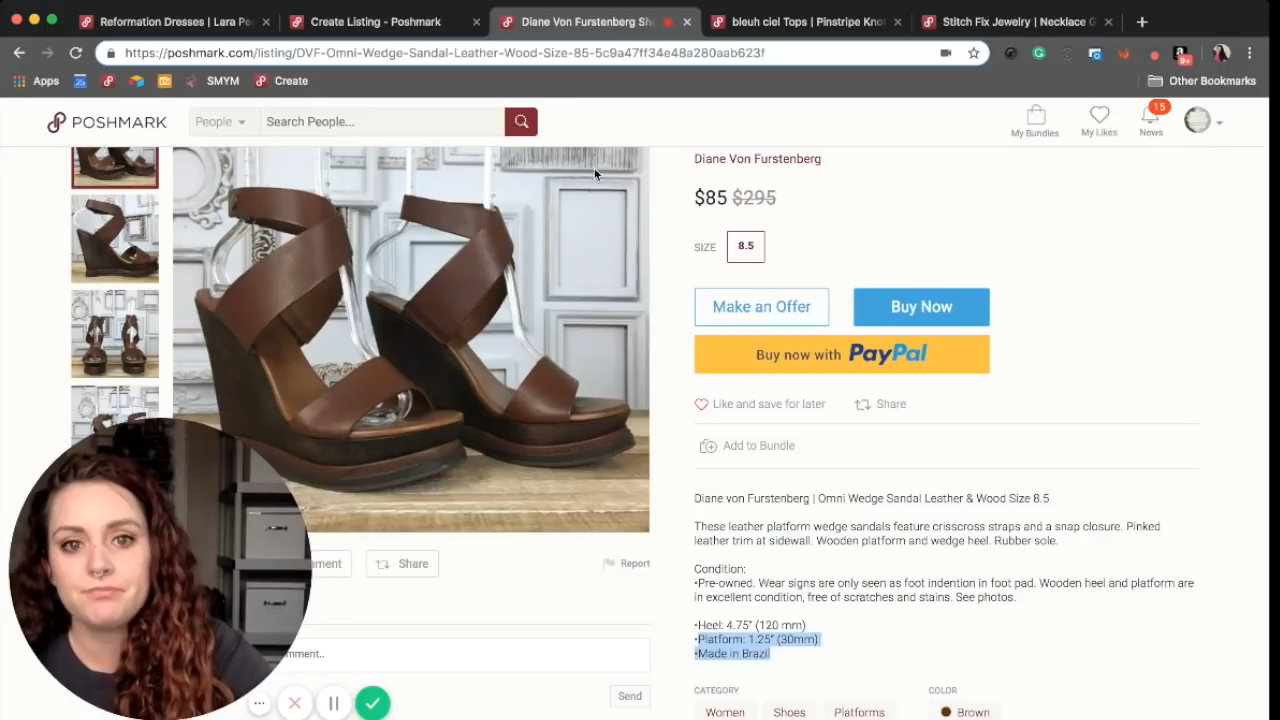 Reformation Dresses | Lara Pe
Create Listing - Poshmark
Diane Von Furstenberg Sh
bleuh ciel Tops | Pinstripe Kno
Stitch Fix Jewelry | Necklace G
https://poshmark.com/listing/DVF-Omni-Wedge-Sandal-Leather-Wood-Size-85-5c9a47ff34e48a280aab623f
9+
Apps
SMYM
Create
Other Bookmarks
POSHMARK
People
Search People...
My Bundles
My Likes
15
News
Diane Von Furstenberg
$85 $295
SIZE
8.5
Make an Offer
Buy Now
Buy now with PayPal
Like and save for later
Share
Add to Bundle
Diane von Furstenberg | Omni Wedge Sandal Leather & Wood Size 8.5
These leather platform wedge sandals feature crisscross straps and a snap closure. Pinked
leather trim at sidewall. Wooden platform and wedge heel. Rubber sole.
Condition:
•Pre-owned. Wear signs are only seen as foot indention in foot pad. Wooden heel and platform are
in excellent condition, free of scratches and stains. See photos.
•Heel: 4.75" (120 mm)
•Platform: 1.25" (30mm)
•Made in Brazil
CATEGORY
Women
Shoes
Platforms
COLOR
Brown
mment
Share
Report
mment..
Send